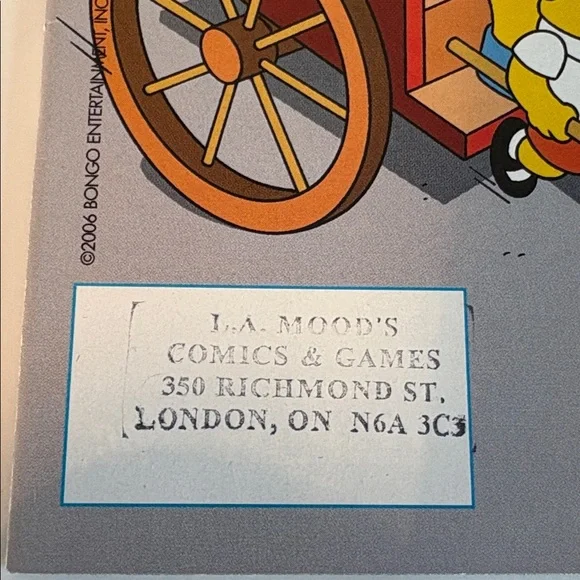 ©2006 BONGO ENTERTAINMENT, INC
L.A. MOOD'S
COMICS & GAMES
350 RICHMOND ST.
LONDON, ON N6A 3C3